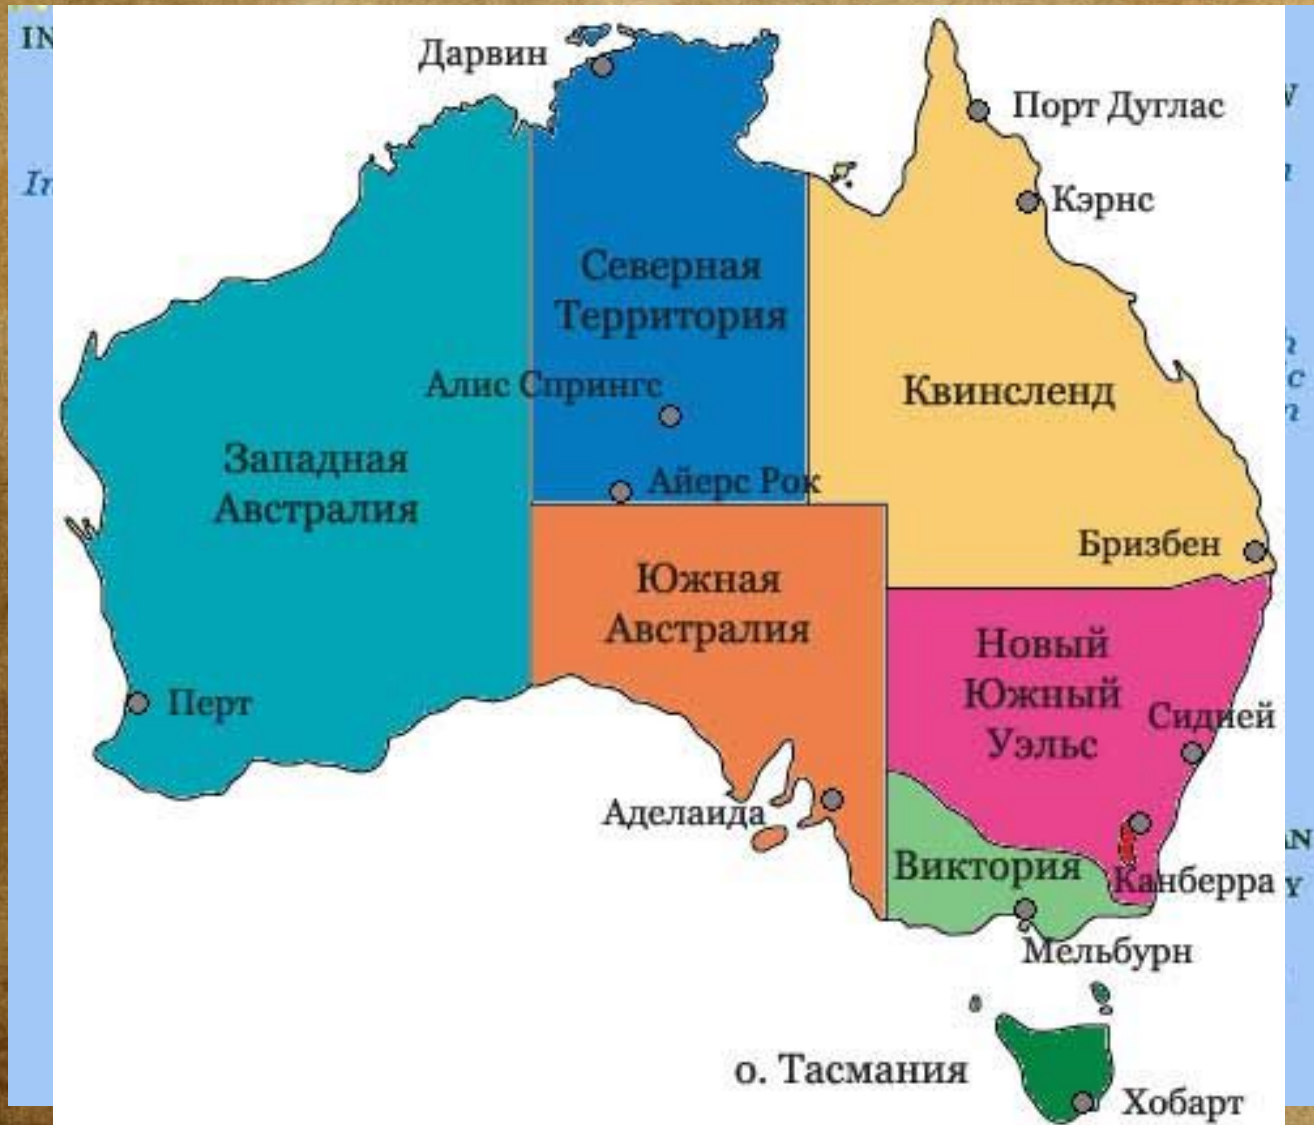 IN
Дарвин
Порт Дуглас
Кэрнс
Северная
Территория
Алис Спрингс
Квинсленд
Западная
Австралия
Айерс Рок
Бризбен
Южная
Австралия
Новый
Южный
Уэльс
Сидней
Перт
Аделаида
Виктория
Канберра
Мельбурн
о. Тасмания
Хобарт